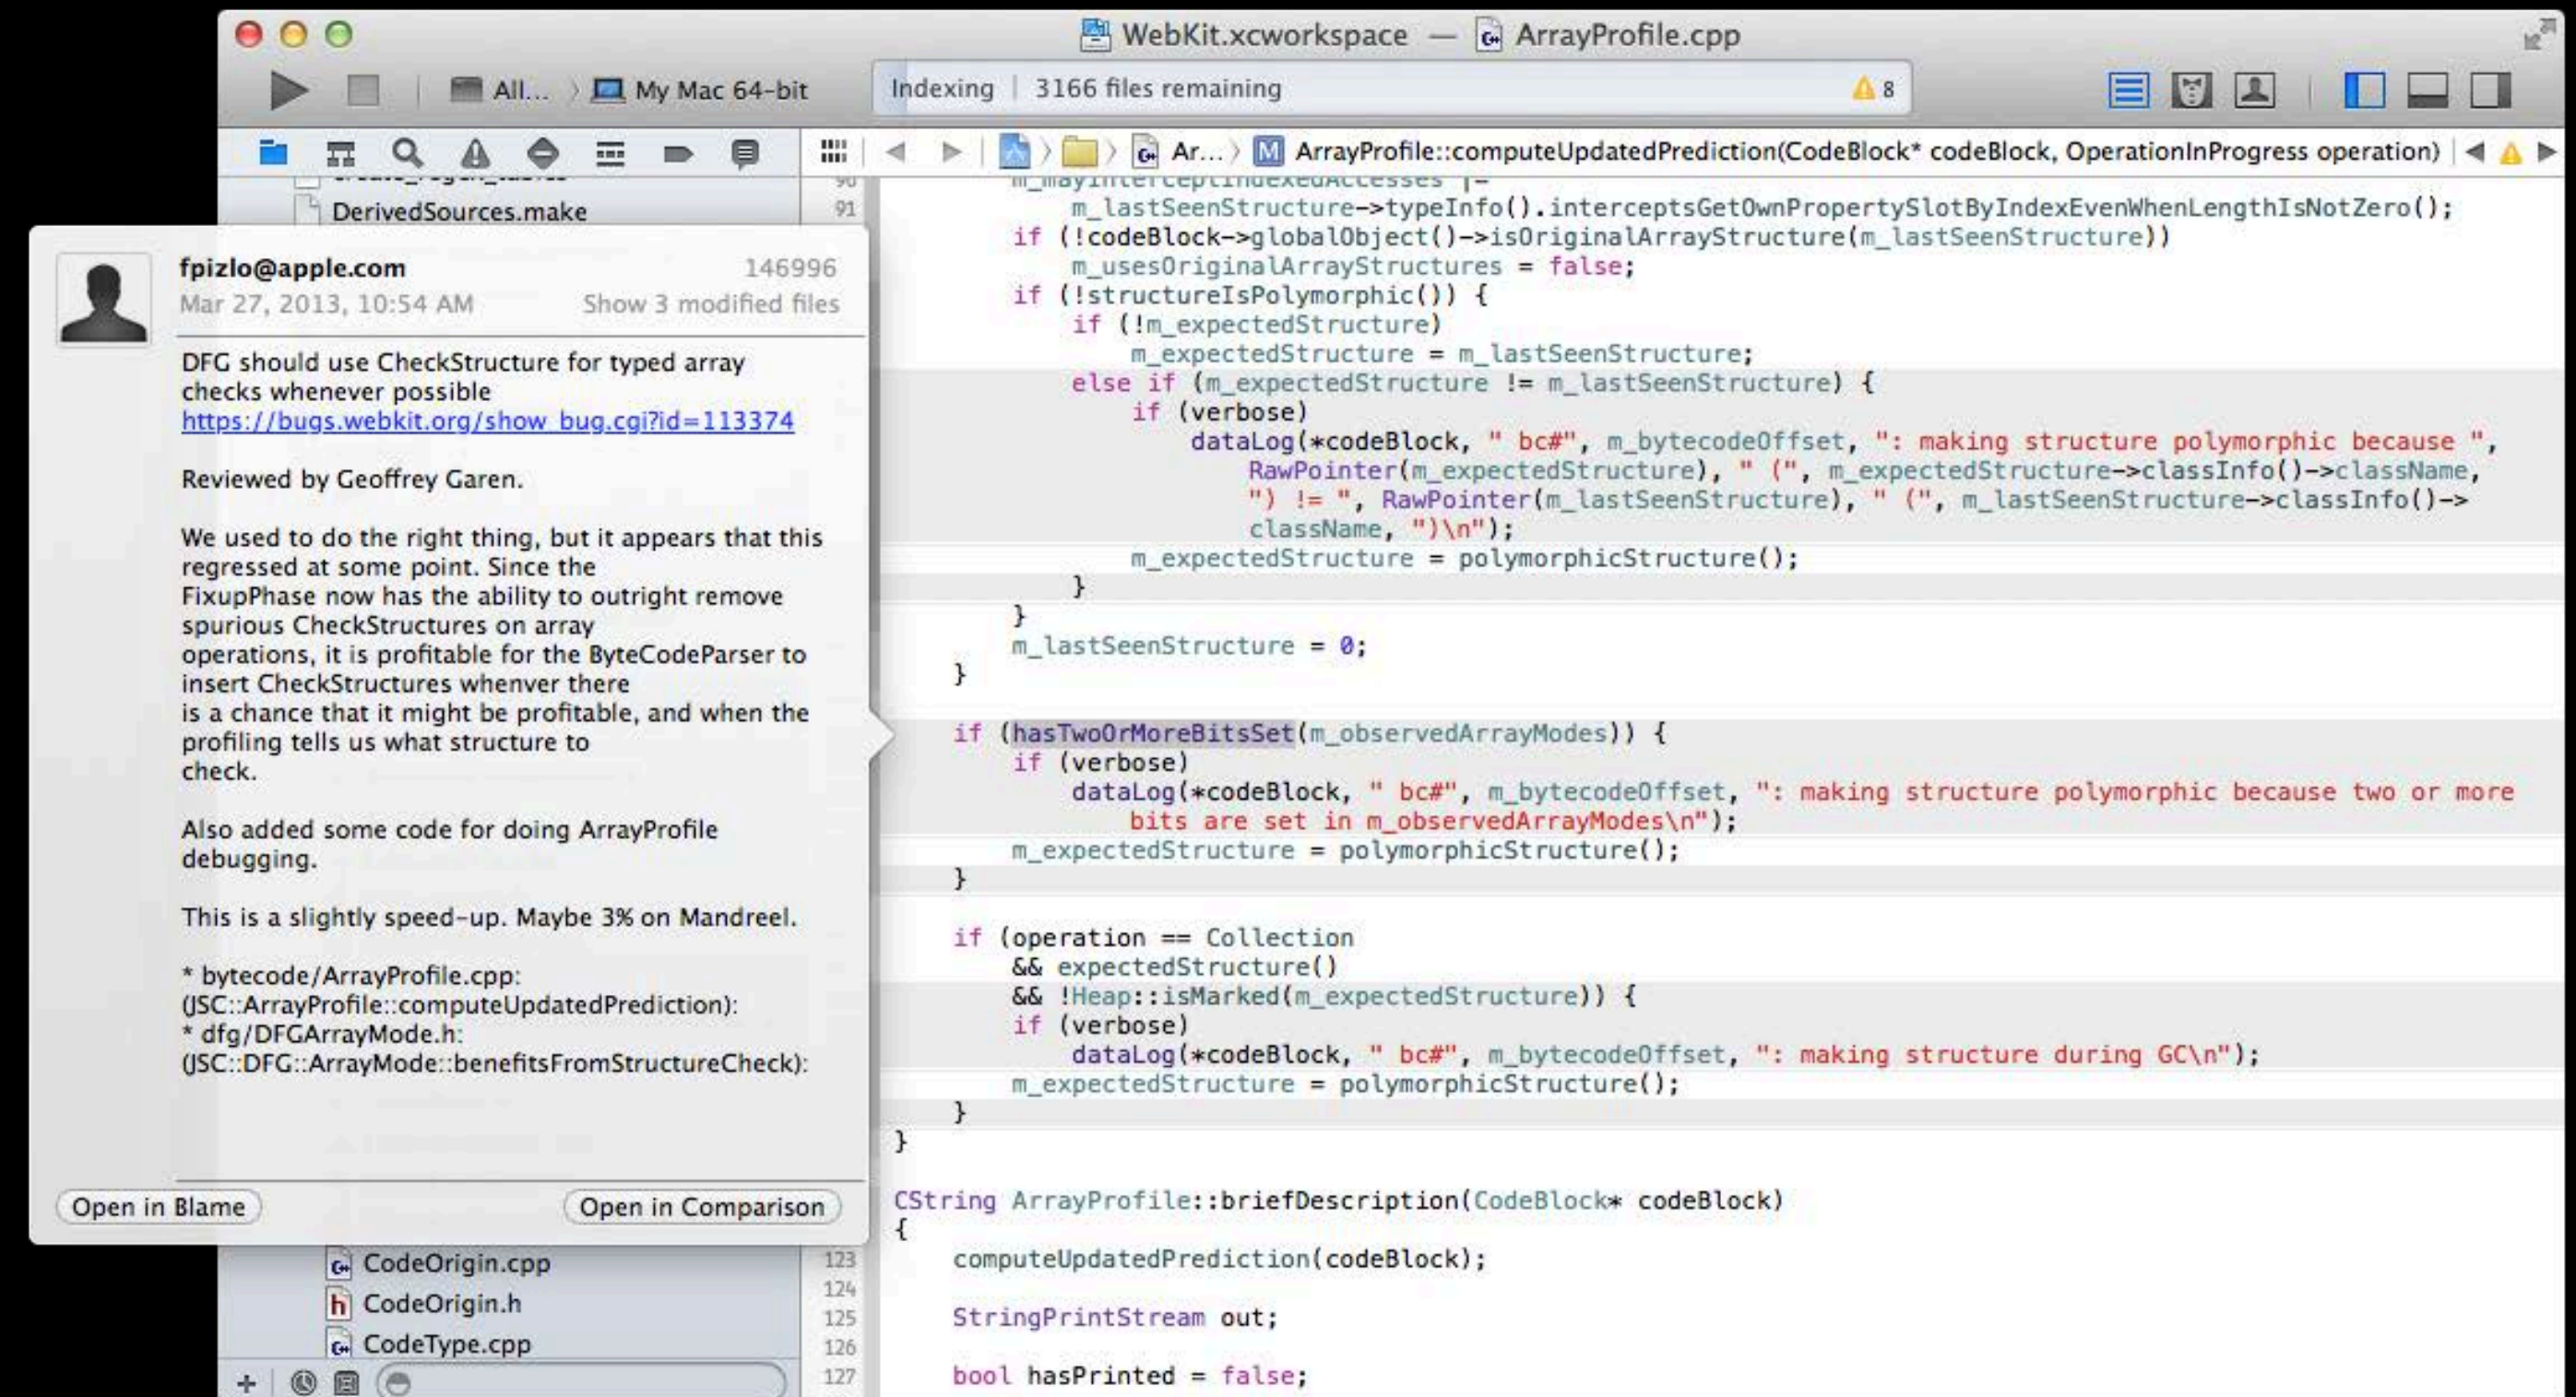 WebKit.xcworkspace — ArrayProfile.cpp
All... My Mac 64-bit
Indexing | 3166 files remaining
8
Ar... M ArrayProfile::computeUpdatedPrediction(CodeBlock* codeBlock, OperationInProgress operation)
DerivedSources.make
fpizlo@apple.com 146996
Mar 27, 2013, 10:54 AM Show 3 modified files
DFG should use CheckStructure for typed array
checks whenever possible
https://bugs.webkit.org/show_bug.cgi?id=113374
Reviewed by Geoffrey Garen.
We used to do the right thing, but it appears that this
regressed at some point. Since the
FixupPhase now has the ability to outright remove
spurious CheckStructures on array
operations, it is profitable for the ByteCodeParser to
insert CheckStructures whenver there
is a chance that it might be profitable, and when the
profiling tells us what structure to
check.
Also added some code for doing ArrayProfile
debugging.
This is a slightly speed-up. Maybe 3% on Mandreel.
* bytecode/ArrayProfile.cpp:
(JSC::ArrayProfile::computeUpdatedPrediction):
* dfg/DFGArrayMode.h:
(JSC::DFG::ArrayMode::benefitsFromStructureCheck):
Open in Blame Open in Comparison
CodeOrigin.cpp
CodeOrigin.h
CodeType.cpp
90 m_mayInterceptIndexedAccesses |=
91 m_lastSeenStructure->typeInfo().interceptsGetOwnPropertySlotByIndexEvenWhenLengthIsNotZero();
if (!codeBlock->globalObject()->isOriginalArrayStructure(m_lastSeenStructure))
m_usesOriginalArrayStructures = false;
if (!structureIsPolymorphic()) {
if (!m_expectedStructure)
m_expectedStructure = m_lastSeenStructure;
else if (m_expectedStructure != m_lastSeenStructure) {
if (verbose)
dataLog(*codeBlock, " bc#", m_bytecodeOffset, ": making structure polymorphic because ",
RawPointer(m_expectedStructure), " (", m_expectedStructure->classInfo()->className,
") != ", RawPointer(m_lastSeenStructure), " (", m_lastSeenStructure->classInfo()->
className, ")\n");
m_expectedStructure = polymorphicStructure();
}
}
m_lastSeenStructure = 0;
}
if (hasTwoOrMoreBitsSet(m_observedArrayModes)) {
if (verbose)
dataLog(*codeBlock, " bc#", m_bytecodeOffset, ": making structure polymorphic because two or more
bits are set in m_observedArrayModes\n");
m_expectedStructure = polymorphicStructure();
}
if (operation == Collection
&& expectedStructure()
&& !Heap::isMarked(m_expectedStructure)) {
if (verbose)
dataLog(*codeBlock, " bc#", m_bytecodeOffset, ": making structure during GC\n");
m_expectedStructure = polymorphicStructure();
}
}
CString ArrayProfile::briefDescription(CodeBlock* codeBlock)
{
123 computeUpdatedPrediction(codeBlock);
124
125 StringPrintStream out;
126
127 bool hasPrinted = false;